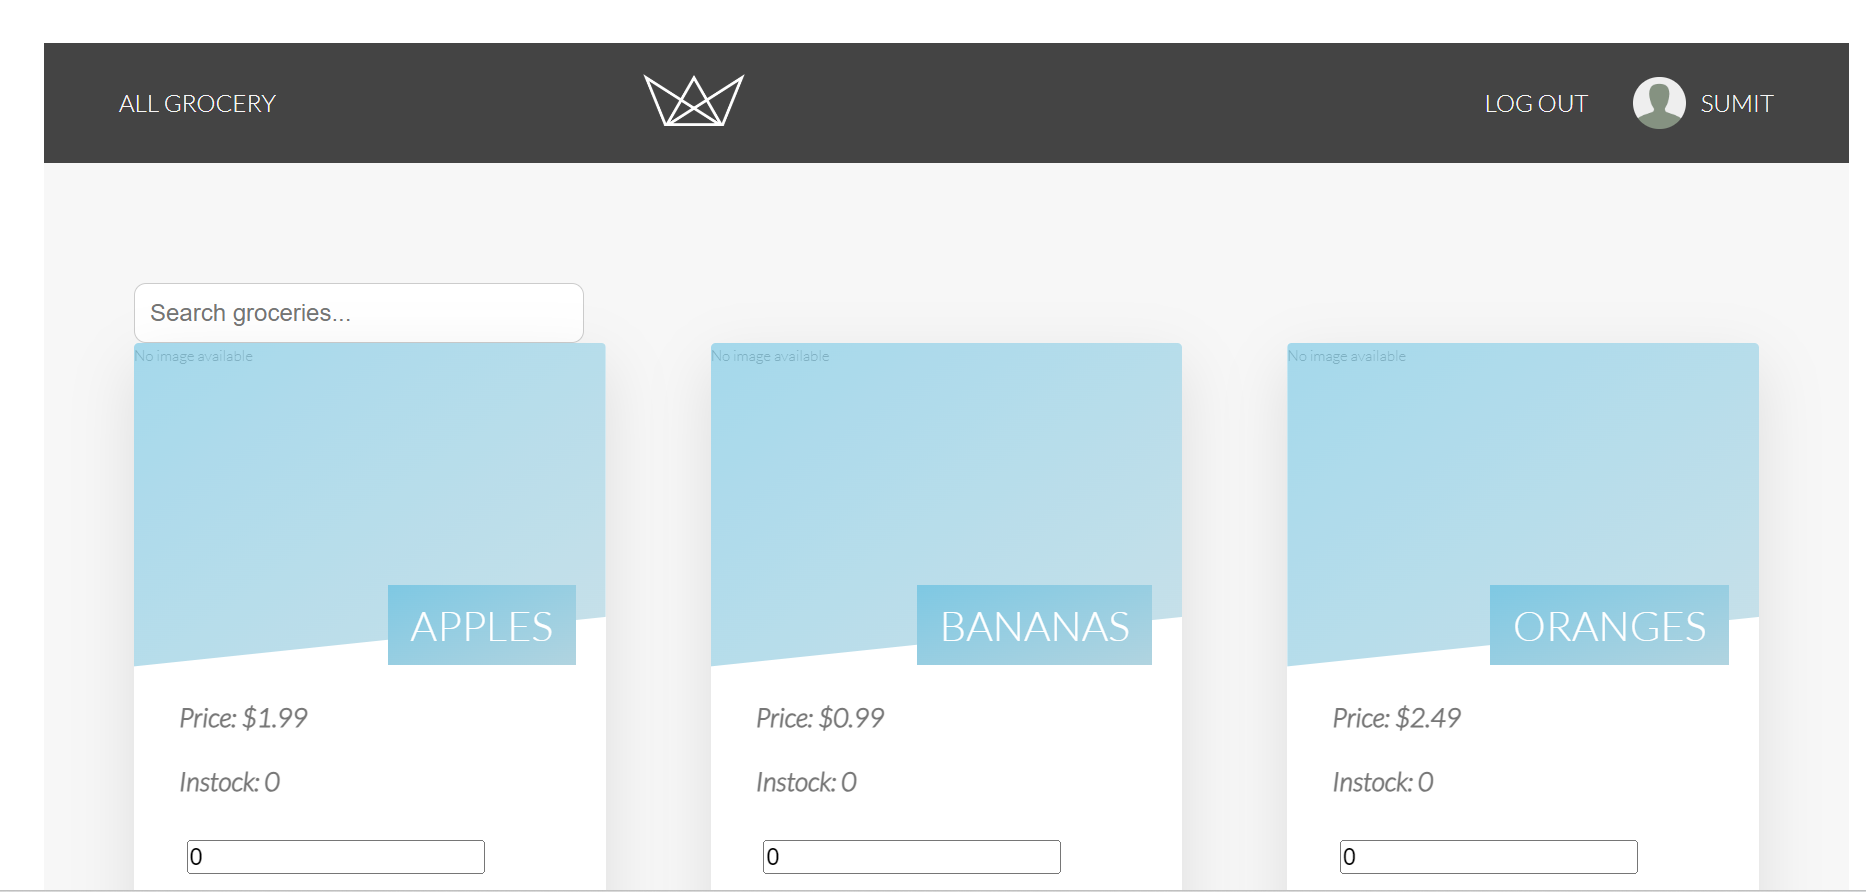 ALL GROCERY
LOG OUT
SUMIT
Search groceries...
No image available
APPLES
Price: $1.99
Instock: 0
0
No image available
BANANAS
Price: $0.99
Instock: 0
0
No image available
ORANGES
Price: $2.49
Instock: 0
0